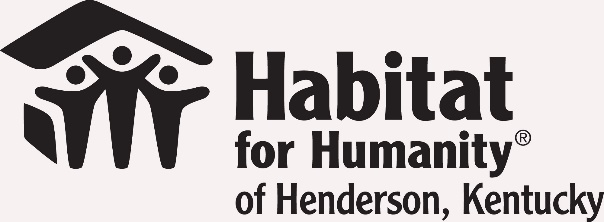 Habitat
for Humanity®
of Henderson, Kentucky